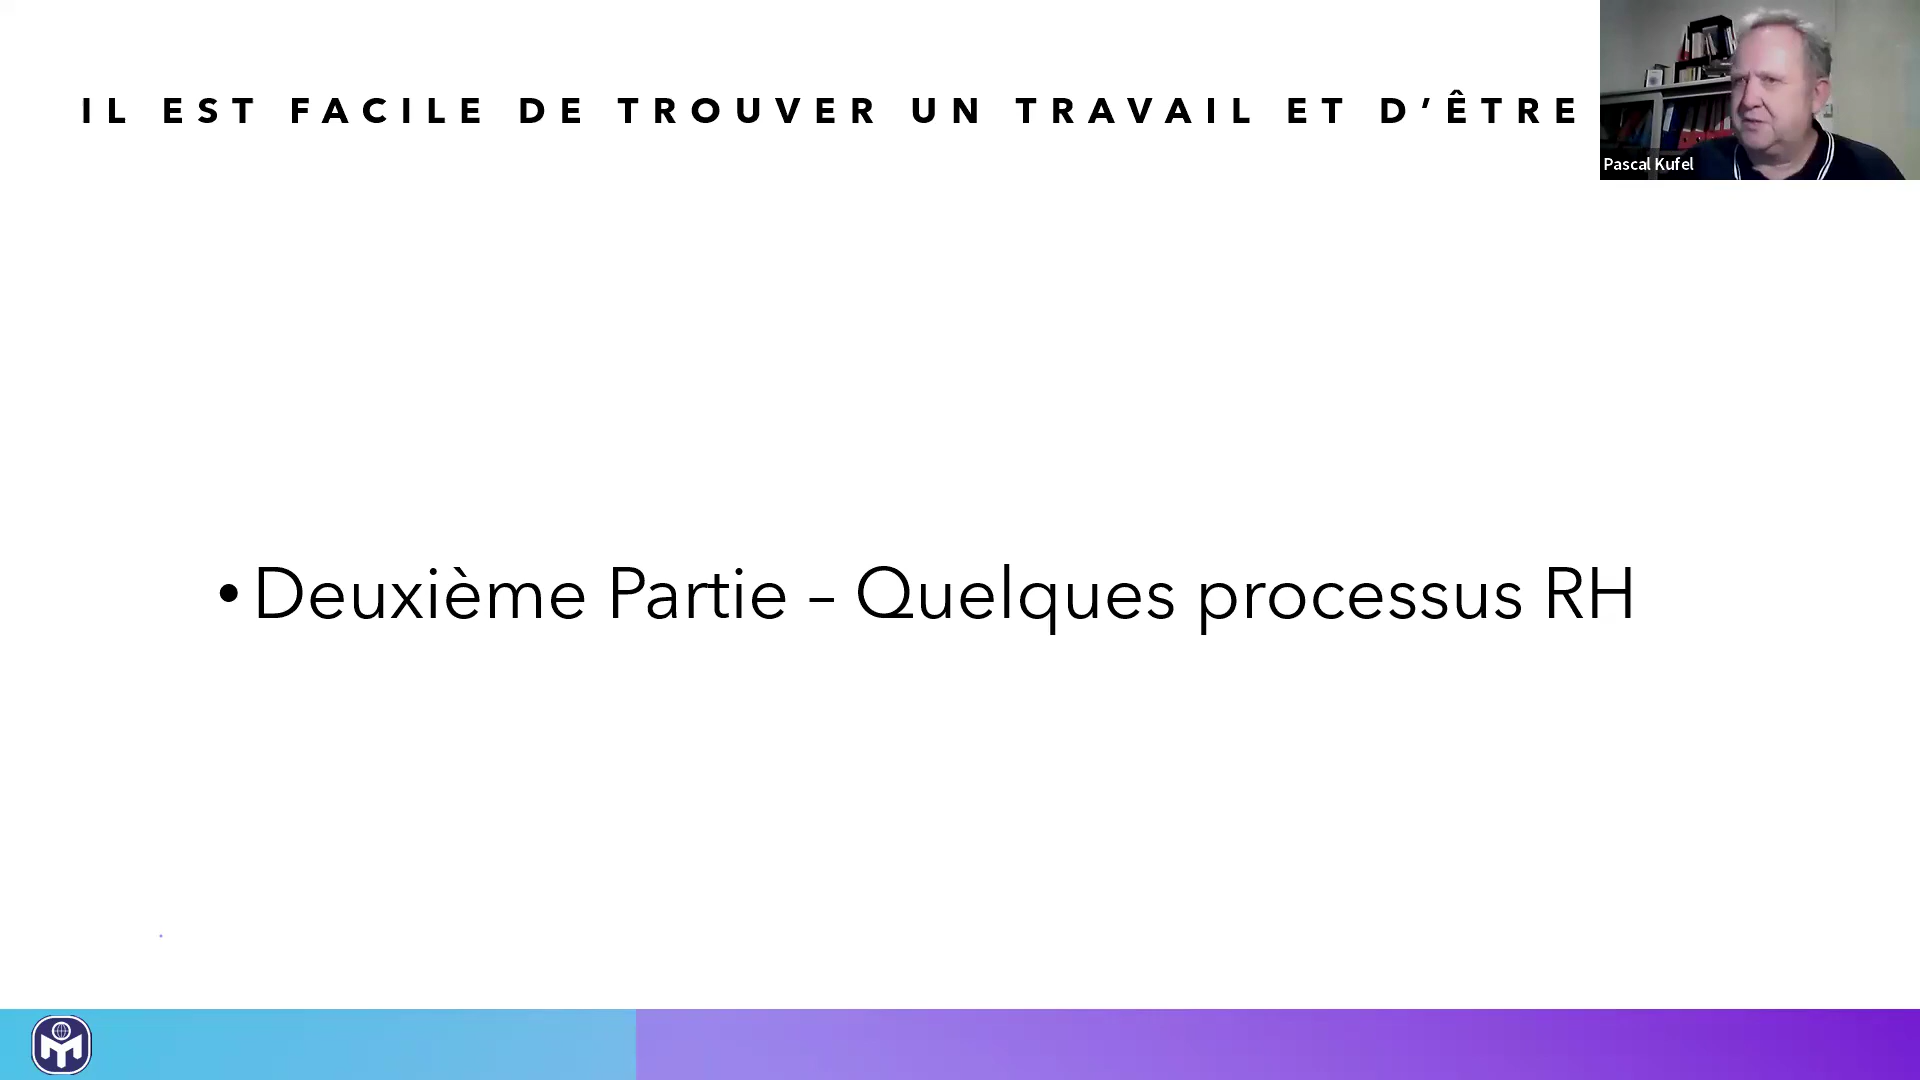 IL EST FACILE DE TROUVER UN TRAVAIL ET D’ÊTRE
Pascal Kufel
• Deuxième Partie – Quelques processus RH